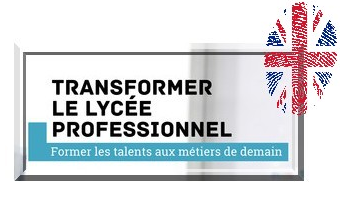 TRANSFORMER
LE LYCÉE
PROFESSIONNEL
Former les talents aux métiers de demain